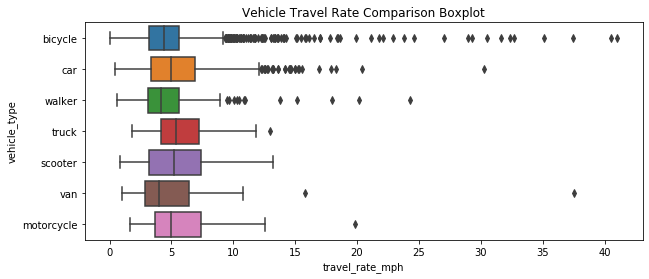 Vehicle Travel Rate Comparison Boxplot
vehicle_type
bicycle
car
walker
truck
scooter
van
motorcycle
0 5 10 15 20 25 30 35 40
travel_rate_mph